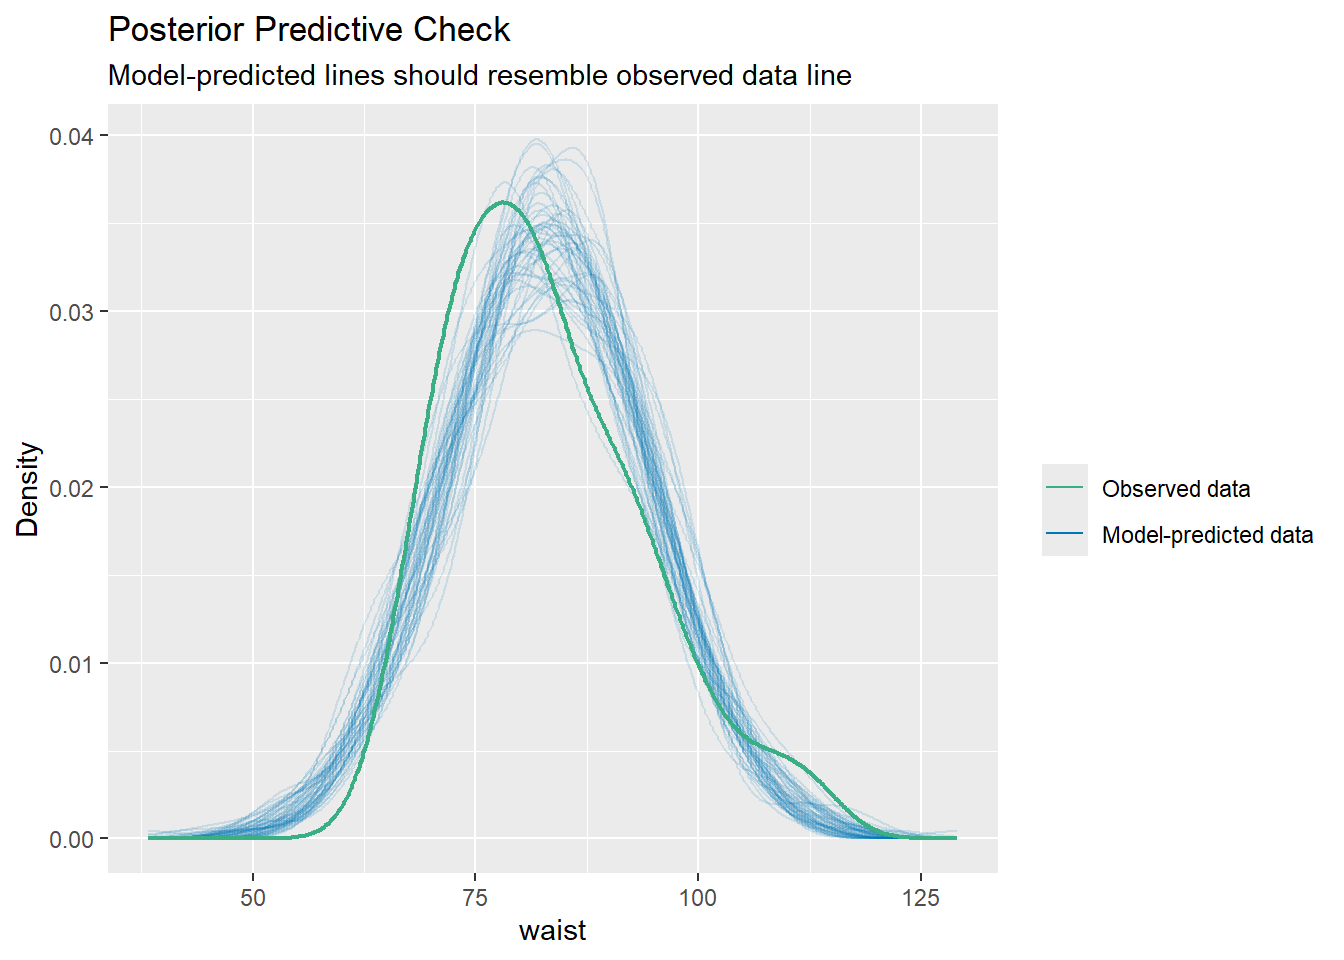 Posterior Predictive Check
Model-predicted lines should resemble observed data line
0.04
0.03
0.02
0.01
0.00
Density
50 75 100 125
waist
Observed data
Model-predicted data